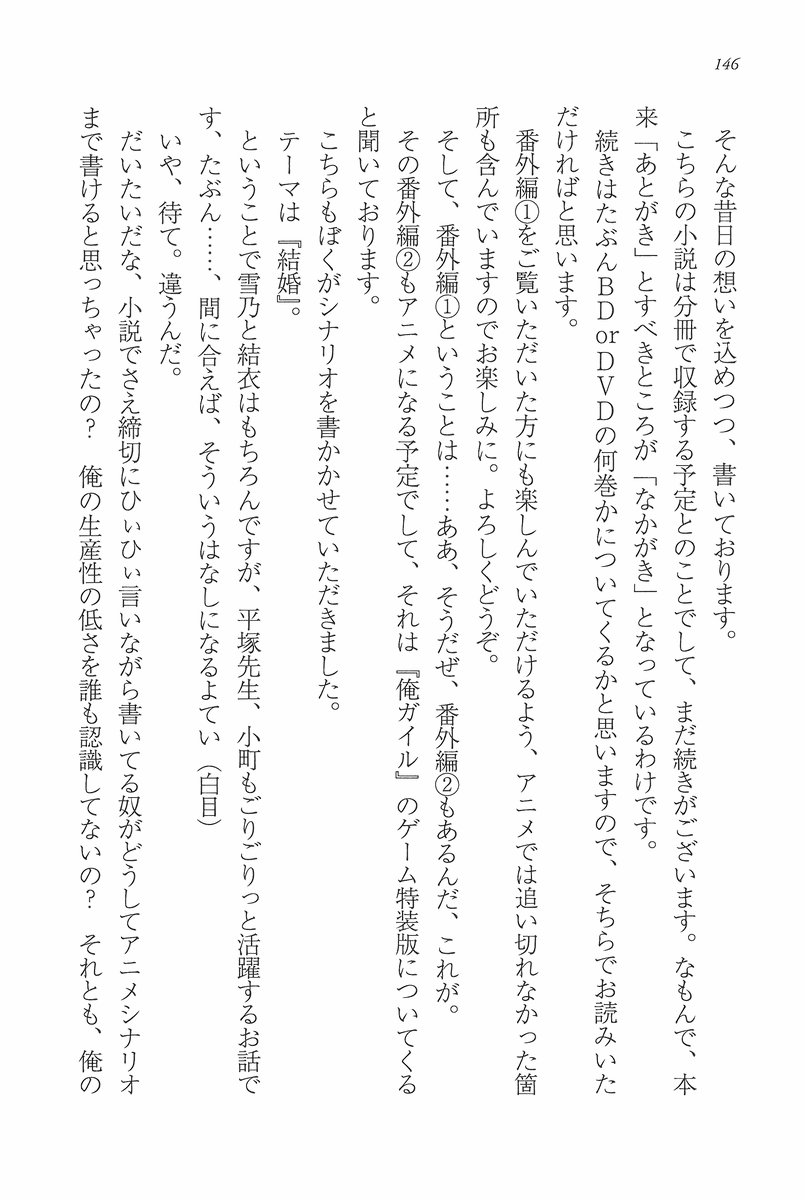 146
そんな昔日の想いを込めつつ、書いております。
こちらの小説は分冊で収録する予定とのことでして、まだ続きがございます。なもんで、本
来「あとがき」とすべきところが「なかがき」となっているわけです。
続きはたぶんBD or DVDの何巻かについてくるかと思いますので、そちらでお読みいた
だければと思います。
番外編①をご覧いただいた方にも楽しんでいただけるよう、アニメでは追い切れなかった箇
所も含んでいますのでお楽しみに。よろしくどうぞ。
そして、番外編①ということは……ああ、そうだぜ、番外編②もあるんだ、これが。
その番外編②もアニメになる予定でして、それは『俺ガイル』のゲーム特装版についてくる
と聞いております。
こちらもぼくがシナリオを書かかせていただきました。
テーマは『結婚』。
ということで雪乃と結衣はもちろんですが、平塚先生、小町もごりごりっと活躍するお話で
す、たぶん……、間に合えば、そういうはなしになるよてい(白目)
いや、待て。違うんだ。
だいたいだな、小説でさえ締切にひぃひぃ言いながら書いてる奴がどうしてアニメシナリオ
まで書けると思っちゃったの？　俺の生産性の低さを誰も認識してないの？　それとも、俺の